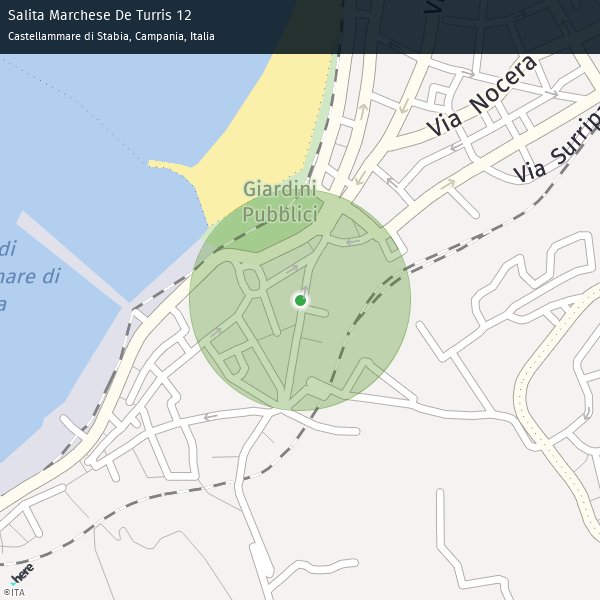 Salita Marchese De Turris 12
Castellammare di Stabia, Campania, Italia
Via Nocera
Via Surripa
Giardini
Pubblici
di
mare di
a
here
©ITA